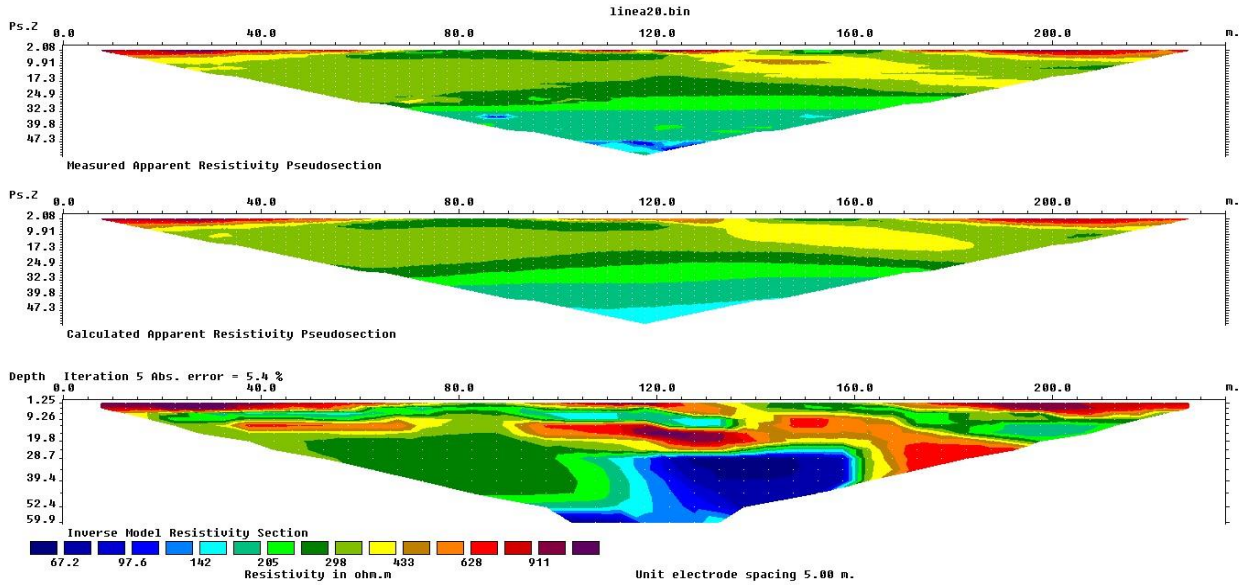 linea20.bin
Ps.Z 0.0 40.0 80.0 120.0 160.0 200.0 m.
2.08
9.91
17.3
24.9
32.3
39.8
47.3
Measured Apparent Resistivity Pseudosection
Ps.Z 0.0 40.0 80.0 120.0 160.0 200.0 m.
2.08
9.91
17.3
24.9
32.3
39.8
47.3
Calculated Apparent Resistivity Pseudosection
Depth Iteration 5 Abs. error = 5.4 %
0.0 40.0 80.0 120.0 160.0 200.0 m.
1.25
9.26
19.8
28.7
39.4
52.4
59.9
Inverse Model Resistivity Section
67.2 97.6 142 205 298 433 628 911
Resistivity in ohm.m Unit electrode spacing 5.00 m.